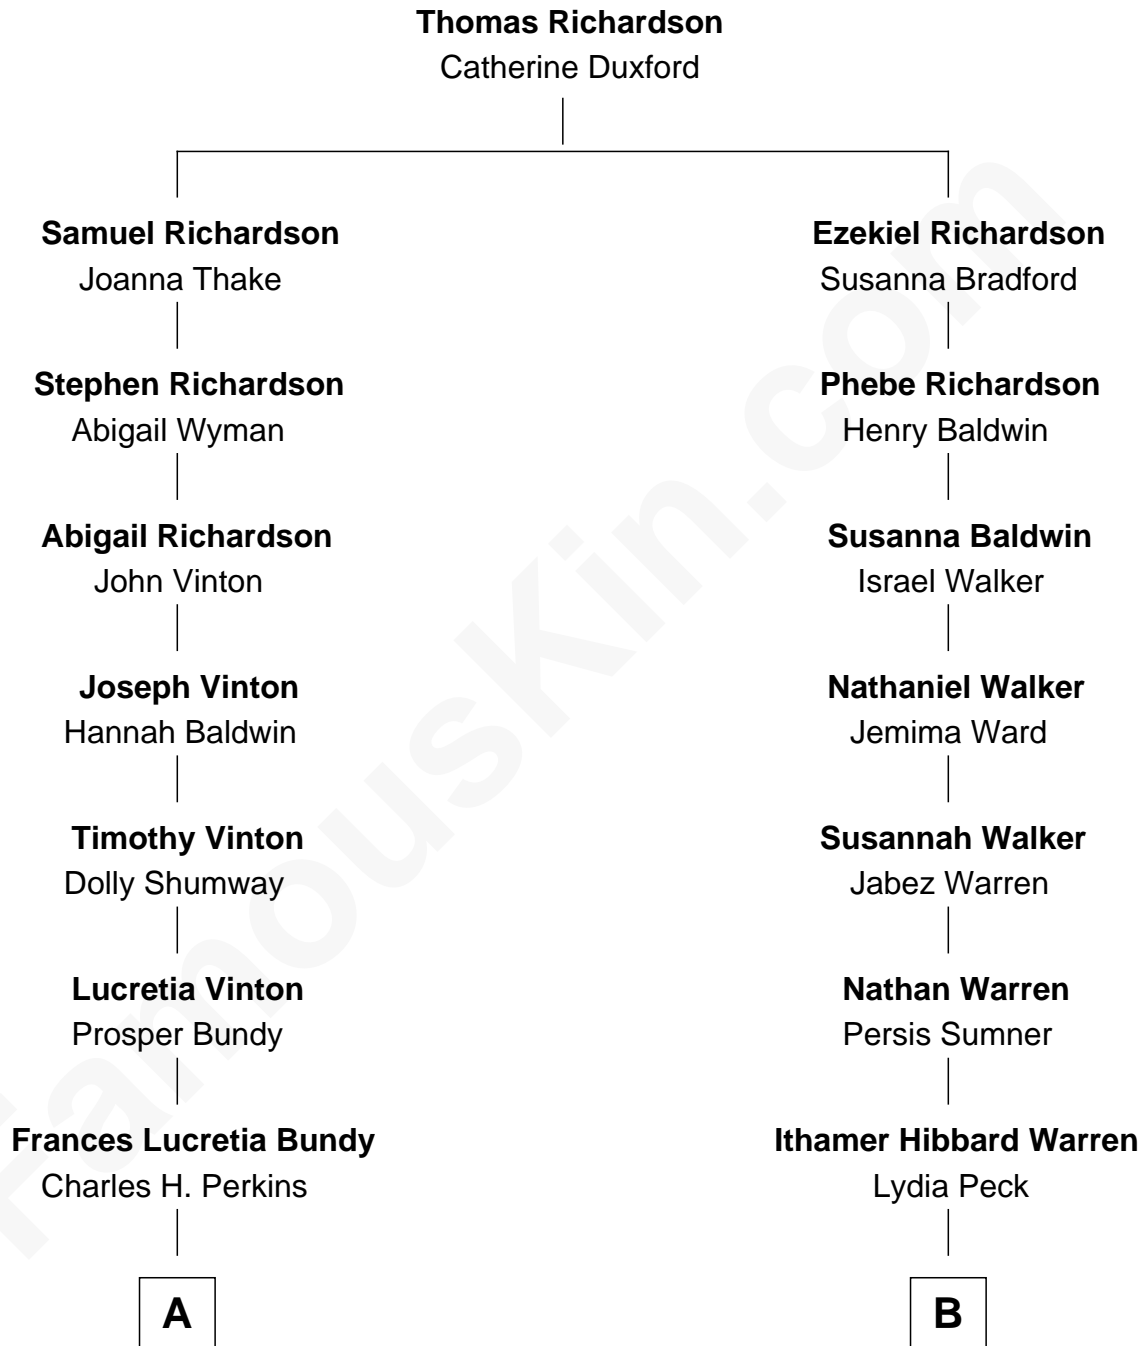 Thomas Richardson
Catherine Duxford
Samuel Richardson
Joanna Thake
Ezekiel Richardson
Susanna Bradford
Stephen Richardson
Abigail Wyman
Phebe Richardson
Henry Baldwin
Abigail Richardson
John Vinton
Susanna Baldwin
Israel Walker
Joseph Vinton
Hannah Baldwin
Nathaniel Walker
Jemima Ward
Timothy Vinton
Dolly Shumway
Susannah Walker
Jabez Warren
Lucretia Vinton
Prosper Bundy
Nathan Warren
Persis Sumner
Frances Lucretia Bundy
Charles H. Perkins
Ithamer Hibbard Warren
Lydia Peck
A
B
FamousKin.com